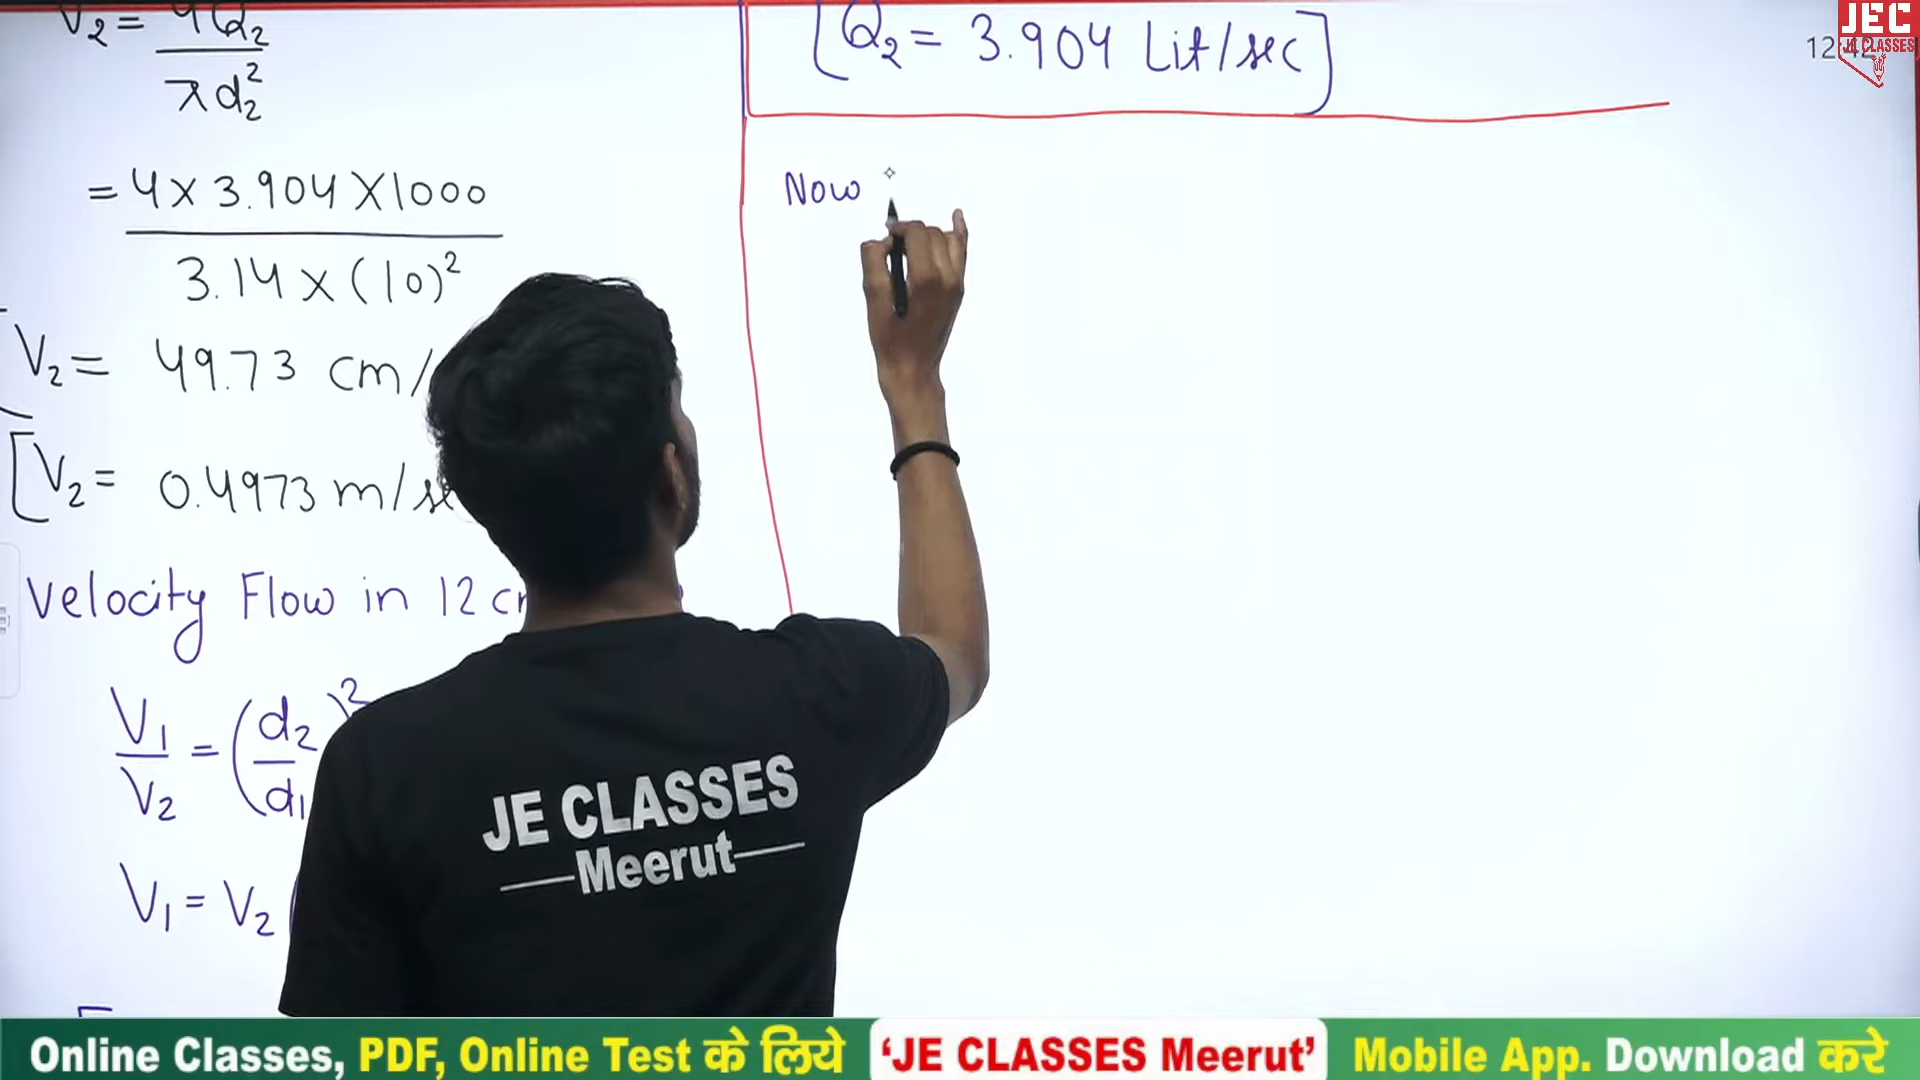 V₂ = 4Q₂
πd₂²
= 4 × 3.904 × 1000
3.14 × (10)²
V₂ = 49.73 cm/
[V₂ = 0.4973 m/se
Velocity Flow in 12 c
V₁/V₂ = (d₂/d₁)²
V₁ = V₂ (
[Q₂ = 3.904 Lit/sec]
Now
JEC
JE CLASSES
JE CLASSES
Meerut
Online Classes, PDF, Online Test के लिये 'JE CLASSES Meerut' Mobile App. Download करे